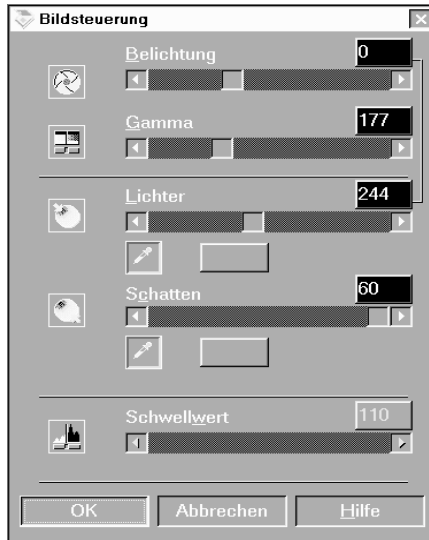 Bildsteuerung
Belichtung 0
Gamma 177
Lichter 244
Schatten 60
Schwellwert 110
OK Abbrechen Hilfe